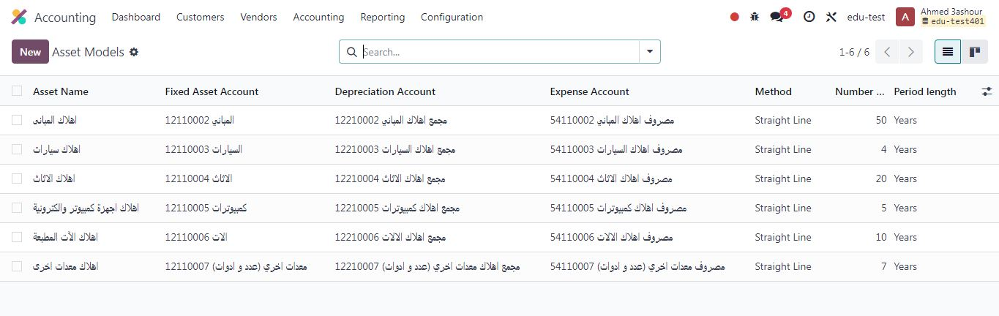 Accounting Dashboard Customers Vendors Accounting Reporting Configuration 4 edu-test A Ahmed 3ashour
edu-test401
New Asset Models Search... 1-6 / 6
Asset Name Fixed Asset Account Depreciation Account Expense Account Method Number ... Period length
اهلاك المبانى 12110002 المباني 12210002 مجمع اهلاك المباني 54110002 مصروف اهلاك المباني Straight Line 50 Years
اهلاك سيارات 12110003 السيارات 12210003 مجمع اهلاك السيارات 54110003 مصروف اهلاك السيارات Straight Line 4 Years
اهلاك الاثاث 12110004 الاثاث 12210004 مجمع اهلاك الاثاث 54110004 مصروف اهلاك الاثاث Straight Line 20 Years
اهلاك اجهزة كمبيوتر والكترونية 12110005 كمبيوترات 12210005 مجمع اهلاك كمبيوترات 54110005 مصروف اهلاك كمبيوترات Straight Line 5 Years
اهلاك الآت المطبعة 12110006 الات 12210006 مجمع اهلاك الالات 54110006 مصروف اهلاك الالات Straight Line 10 Years
اهلاك معدات اخرى 12110007 معدات اخري (عدد و ادوات) 12210007 مجمع اهلاك معدات اخري (عدد و ادوات) 54110007 مصروف معدات اخري (عدد و ادوات) Straight Line 7 Years